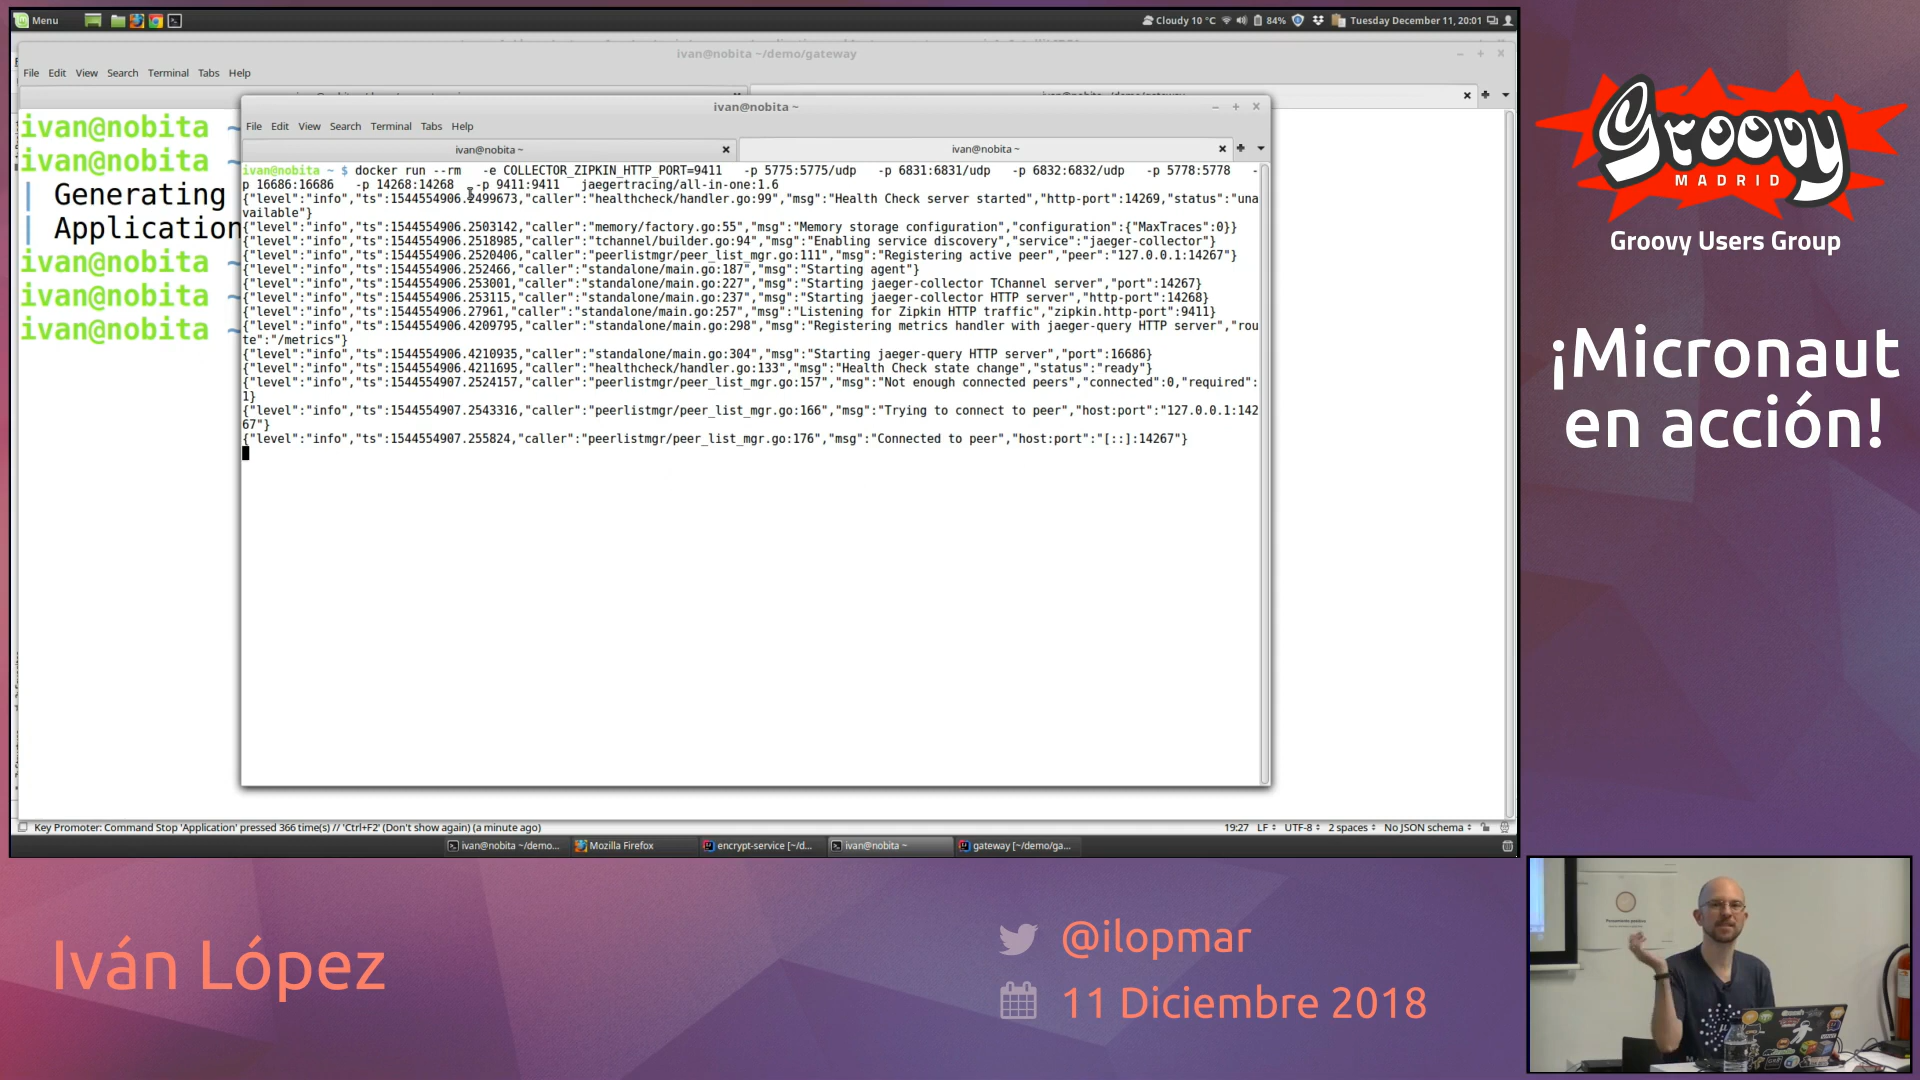 Menu
Cloudy 10 °C 84% Tuesday December 11, 20:01
ivan@nobita ~/demo/gateway
File Edit View Search Terminal Tabs Help
ivan@nobita ~
ivan@nobita ~
| Generating
| Application
ivan@nobita ~
ivan@nobita ~
ivan@nobita ~
ivan@nobita ~
File Edit View Search Terminal Tabs Help
ivan@nobita ~
ivan@nobita ~
ivan@nobita ~ $ docker run --rm -e COLLECTOR_ZIPKIN_HTTP_PORT=9411 -p 5775:5775/udp -p 6831:6831/udp -p 6832:6832/udp -p 5778:5778 -
p 16686:16686 -p 14268:14268 -p 9411:9411 jaegertracing/all-in-one:1.6
{"level":"info","ts":1544554906.2499673,"caller":"healthcheck/handler.go:99","msg":"Health Check server started","http-port":14269,"status":"una
vailable"}
{"level":"info","ts":1544554906.2503142,"caller":"memory/factory.go:55","msg":"Memory storage configuration","configuration":{"MaxTraces":0}}
{"level":"info","ts":1544554906.2518985,"caller":"tchannel/builder.go:94","msg":"Enabling service discovery","service":"jaeger-collector"}
{"level":"info","ts":1544554906.2520406,"caller":"peerlistmgr/peer_list_mgr.go:111","msg":"Registering active peer","peer":"127.0.0.1:14267"}
{"level":"info","ts":1544554906.252466,"caller":"standalone/main.go:187","msg":"Starting agent"}
{"level":"info","ts":1544554906.253001,"caller":"standalone/main.go:227","msg":"Starting jaeger-collector TChannel server","port":14267}
{"level":"info","ts":1544554906.253115,"caller":"standalone/main.go:237","msg":"Starting jaeger-collector HTTP server","http-port":14268}
{"level":"info","ts":1544554906.27961,"caller":"standalone/main.go:257","msg":"Listening for Zipkin HTTP traffic","zipkin.http-port":9411}
{"level":"info","ts":1544554906.4209795,"caller":"standalone/main.go:298","msg":"Registering metrics handler with jaeger-query HTTP server","rou
te":"/metrics"}
{"level":"info","ts":1544554906.4210935,"caller":"standalone/main.go:304","msg":"Starting jaeger-query HTTP server","port":16686}
{"level":"info","ts":1544554906.4211695,"caller":"healthcheck/handler.go:133","msg":"Health Check state change","status":"ready"}
{"level":"info","ts":1544554907.2524157,"caller":"peerlistmgr/peer_list_mgr.go:157","msg":"Not enough connected peers","connected":0,"required":
1}
{"level":"info","ts":1544554907.2543316,"caller":"peerlistmgr/peer_list_mgr.go:166","msg":"Trying to connect to peer","host:port":"127.0.0.1:142
67"}
{"level":"info","ts":1544554907.255824,"caller":"peerlistmgr/peer_list_mgr.go:176","msg":"Connected to peer","host:port":"[::]:14267"}
Key Promoter: Command Stop 'Application' pressed 366 time(s) // 'Ctrl+F2' (Don't show again) (a minute ago)
19:27 LF UTF-8 2 spaces No JSON schema
ivan@nobita ~/demo... Mozilla Firefox encrypt-service [~/d... ivan@nobita ~ gateway [~/demo/ga...
Groovy
MADRID
Groovy Users Group
¡Micronaut
en acción!
Iván López
@ilopmar
11 Diciembre 2018